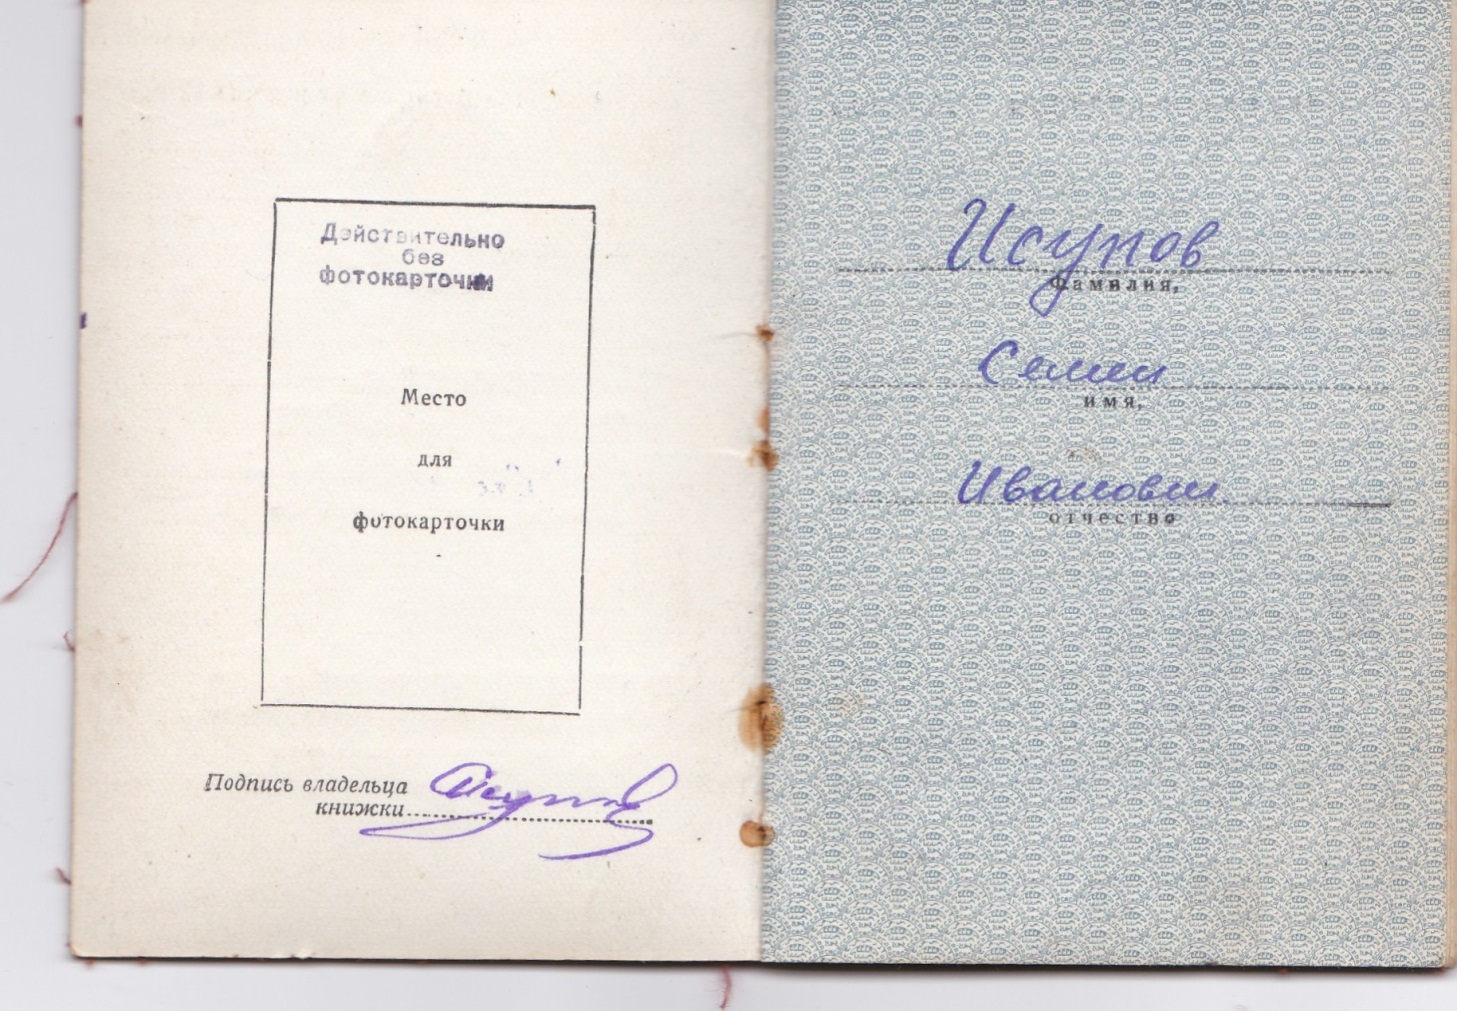 Действительно
без
фотокарточки
Место
для
фотокарточки
Подпись владельца
книжки
Исупов
Фамилия,
Семен
имя,
Иванович
отчество